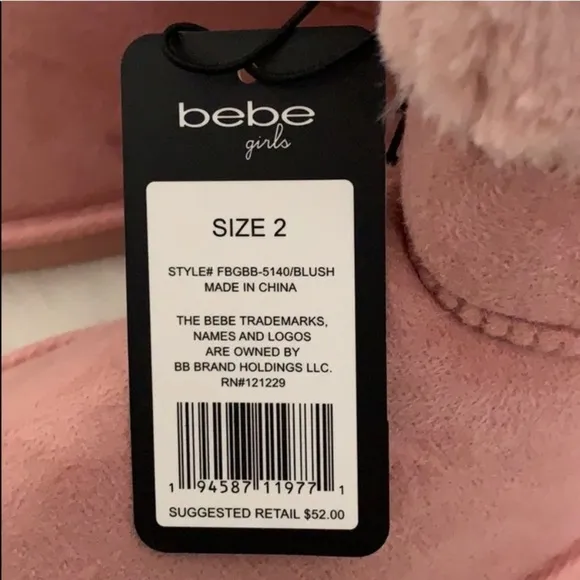 bebe
girls
SIZE 2
STYLE# FBGBB-5140/BLUSH
MADE IN CHINA
THE BEBE TRADEMARKS,
NAMES AND LOGOS
ARE OWNED BY
BB BRAND HOLDINGS LLC.
RN#121229
1 94587 11977 1
SUGGESTED RETAIL $52.00